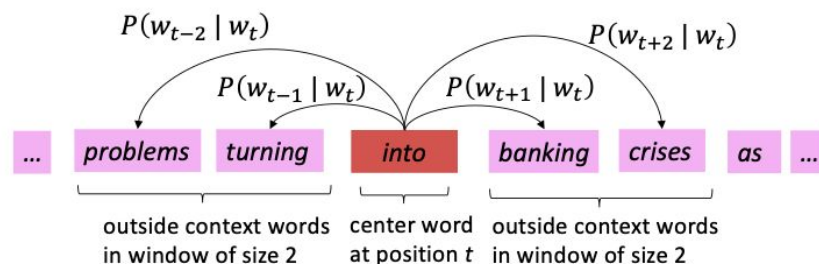 P(w_{t-2} | w_t)
P(w_{t+2} | w_t)
P(w_{t-1} | w_t)
P(w_{t+1} | w_t)
... problems turning into banking crises as ...
outside context words
in window of size 2
center word
at position t
outside context words
in window of size 2